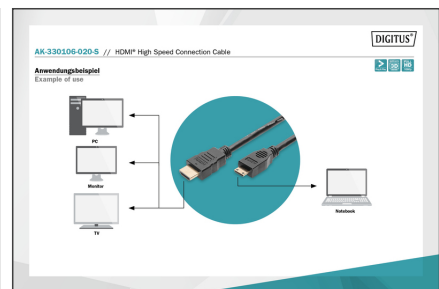 DIGITUS®
AK-330106-020-S // HDMI® High Speed Connection Cable
Anwendungsbeispiel
Example of use
PC
Monitor
TV
Notebook